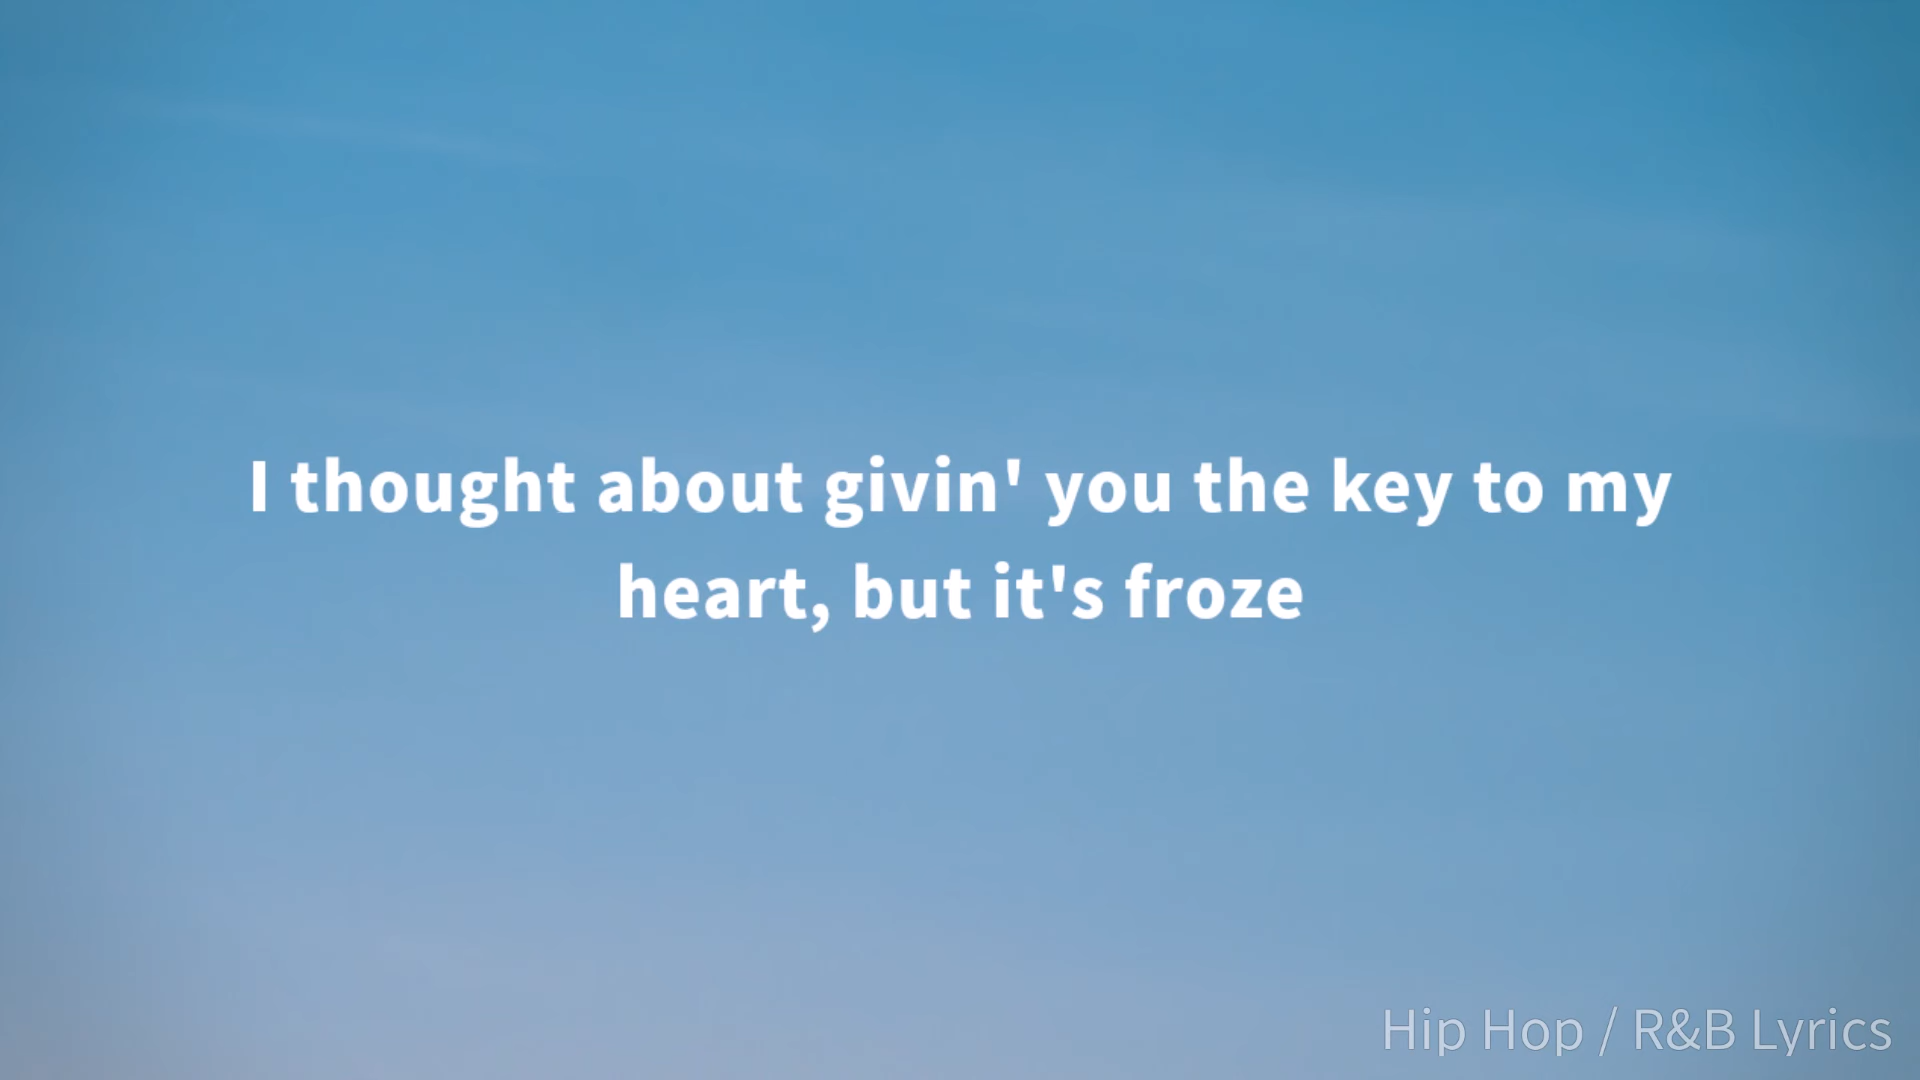 I thought about givin' you the key to my
heart, but it's froze
Hip Hop / R&B Lyrics